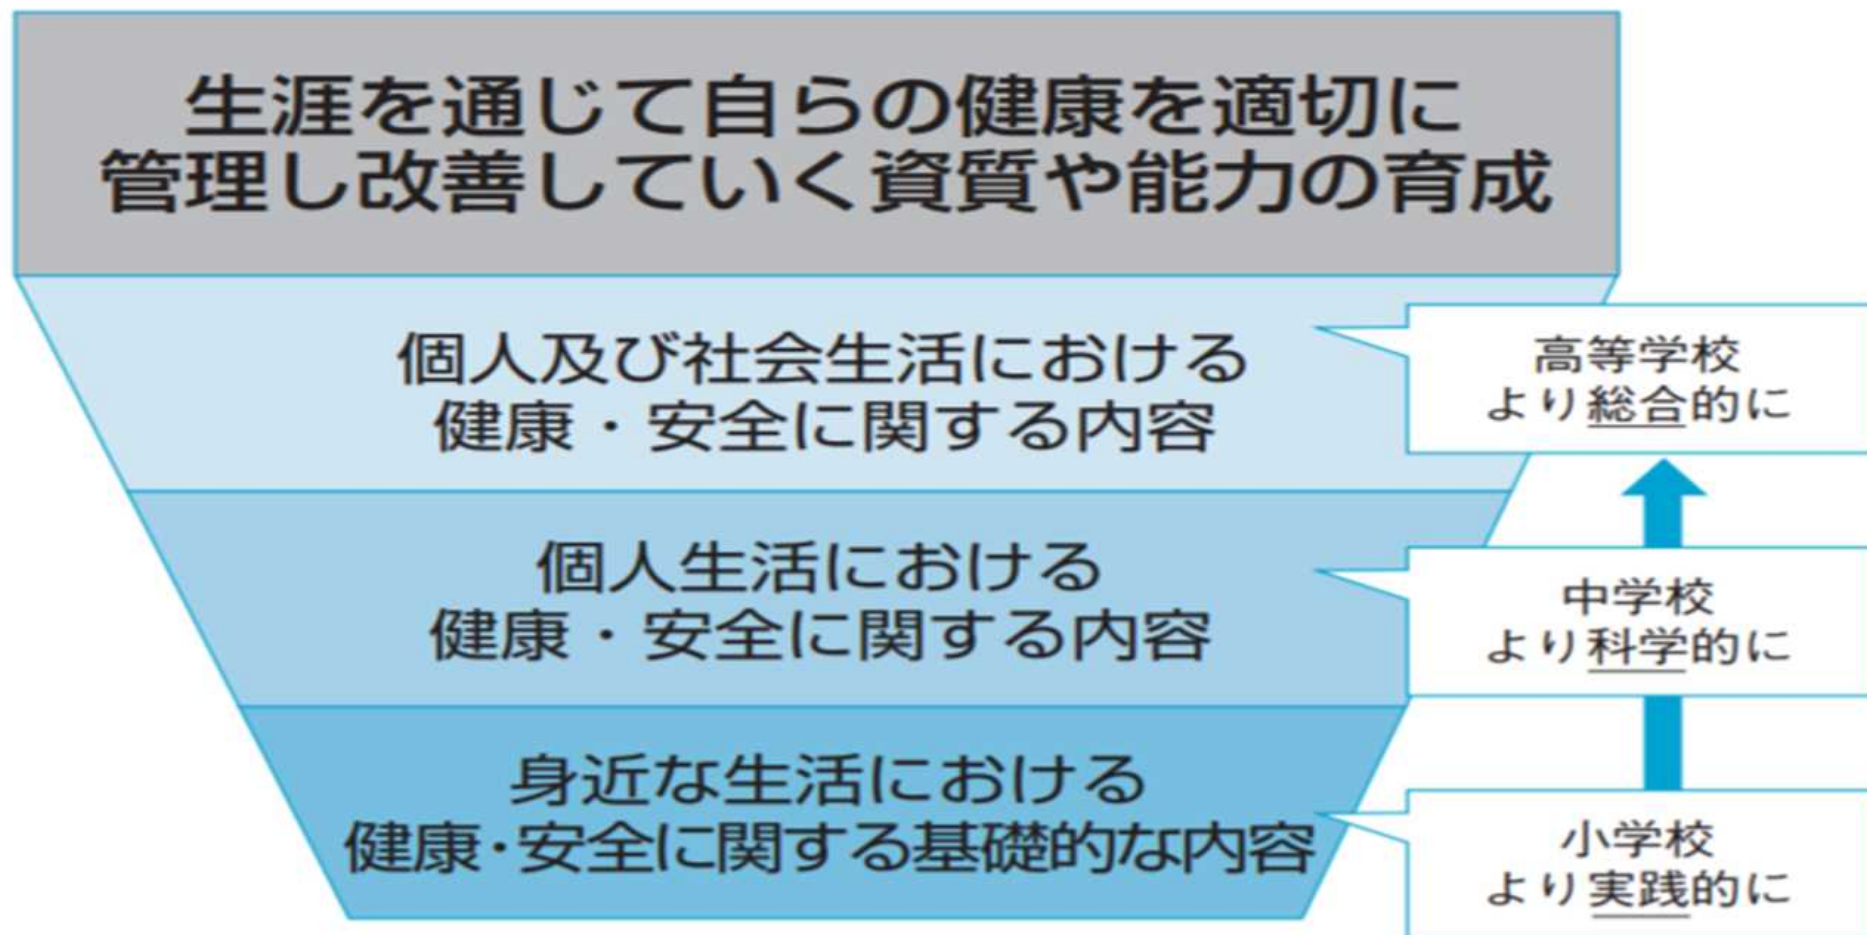 生涯を通じて自らの健康を適切に
管理し改善していく資質や能力の育成
個人及び社会生活における
健康・安全に関する内容
高等学校
より総合的に
個人生活における
健康・安全に関する内容
中学校
より科学的に
身近な生活における
健康・安全に関する基礎的な内容
小学校
より実践的に